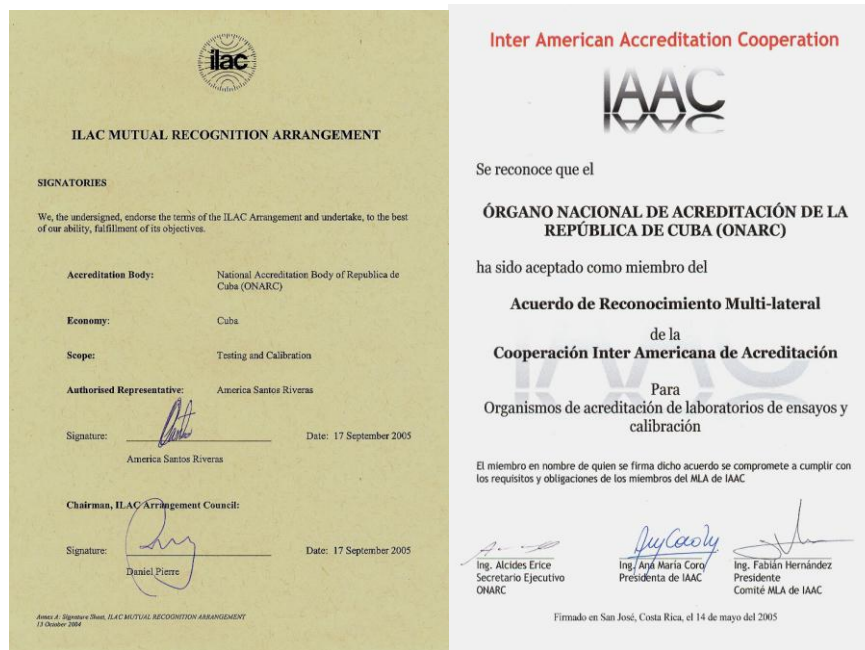 ilac
ILAC MUTUAL RECOGNITION ARRANGEMENT
SIGNATORIES
We, the undersigned, endorse the terms of the ILAC Arrangement and undertake, to the best
of our ability, fulfillment of its objectives.
Accreditation Body: National Accreditation Body of Republica de
Cuba (ONARC)
Economy: Cuba
Scope: Testing and Calibration
Authorised Representative: America Santos Riveras
Signature: Date: 17 September 2005
America Santos Riveras
Chairman, ILAC Arrangement Council:
Signature: Date: 17 September 2005
Daniel Pierre
Annex A: Signature Sheet, ILAC MUTUAL RECOGNITION ARRANGEMENT
13 October 2004
Inter American Accreditation Cooperation
IAAC
Se reconoce que el
ÓRGANO NACIONAL DE ACREDITACIÓN DE LA
REPÚBLICA DE CUBA (ONARC)
ha sido aceptado como miembro del
Acuerdo de Reconocimiento Multi-lateral
de la
Cooperación Inter Americana de Acreditación
Para
Organismos de acreditación de laboratorios de ensayos y
calibración
El miembro en nombre de quien se firma dicho acuerdo se compromete a cumplir con
los requisitos y obligaciones de los miembros del MLA de IAAC
Ing. Alcides Erice
Secretario Ejecutivo
ONARC
Ing. Ana María Coro
Presidenta de IAAC
Ing. Fabián Hernández
Presidente
Comité MLA de IAAC
Firmado en San José, Costa Rica, el 14 de mayo del 2005